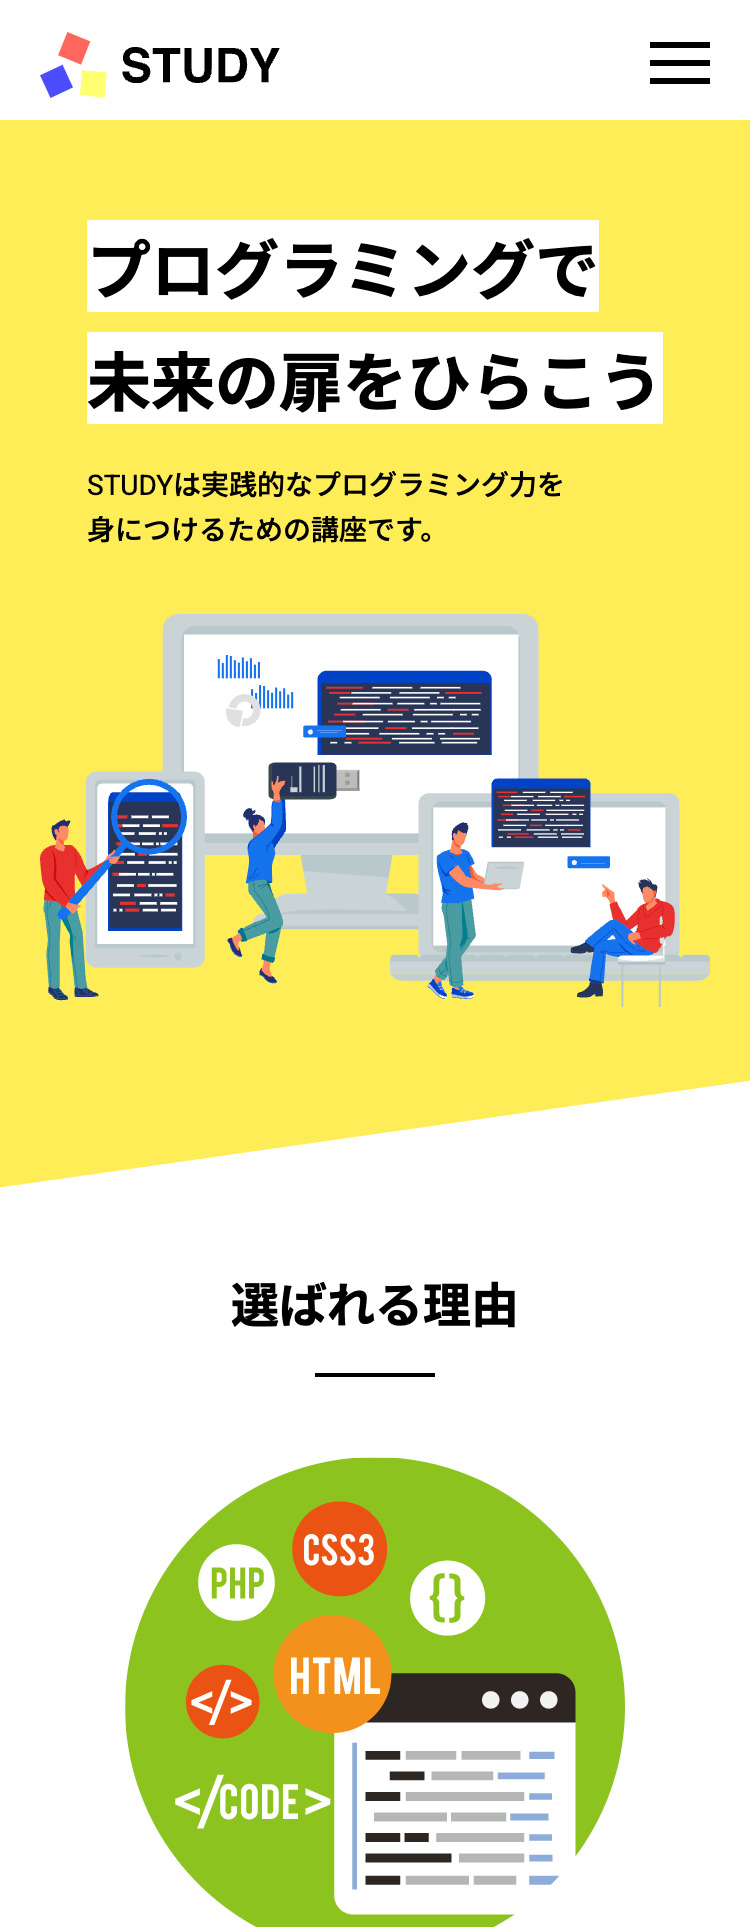 STUDY
プログラミングで
未来の扉をひらこう
STUDYは実践的なプログラミング力を
身につけるための講座です。
選ばれる理由
CSS3
PHP
{}
HTML
</>
</CODE>